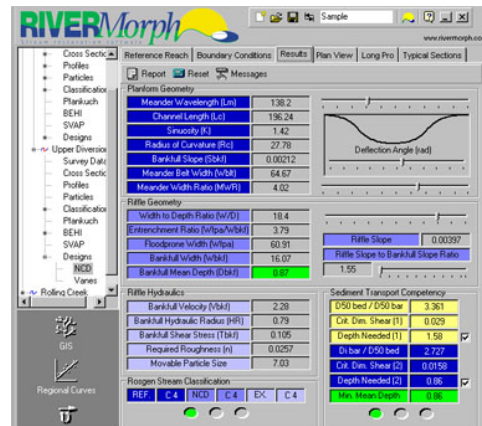 RIVERMorph
Stream restoration software
Sample
www.rivermorph.co
Reference Reach Boundary Conditions Results Plan View Long Pro Typical Sections
Report Reset Messages
Cross Sectic
Profiles
Particles
Classification
Pfankuch
BEHI
SVAP
Designs
Upper Diversion
Survey Data
Cross Sectic
Profiles
Particles
Classification
Pfankuch
BEHI
SVAP
Designs
NCD
Vanes
Rolling Creek
GIS
Regional Curves
Planform Geometry
Meander Wavelength (Lm) 138.2
Channel Length (Lc) 196.24
Sinuosity (K) 1.42
Radius of Curvature (Rc) 27.78
Bankfull Slope (Sbkf) 0.00212
Meander Belt Width (Wblt) 64.67
Meander Width Ratio (MWR) 4.02
Deflection Angle (rad)
Riffle Geometry
Width to Depth Ratio (W/D) 18.4
Entrenchment Ratio (Wfpa/Wbkf) 3.79
Floodprone Width (Wfpa) 60.91
Bankfull Width (Wbkf) 16.07
Bankfull Mean Depth (Dbkf) 0.87
Riffle Slope 0.00397
Riffle Slope to Bankfull Slope Ratio
1.55
Riffle Hydraulics
Bankfull Velocity (Vbkf) 2.28
Bankfull Hydraulic Radius (HR) 0.79
Bankfull Shear Stress (Tbkf) 0.105
Required Roughness (n) 0.0257
Movable Particle Size 7.03
Sediment Transport Competency
D50 bed / D50 bar 3.361
Crit. Dim. Shear (1) 0.029
Depth Needed (1) 1.58
Di bar / D50 bed 2.727
Crit. Dim. Shear (2) 0.0158
Depth Needed (2) 0.86
Min. Mean Depth 0.86
Rosgen Stream Classification
REF. C 4 NCD C 4 EX. C 4